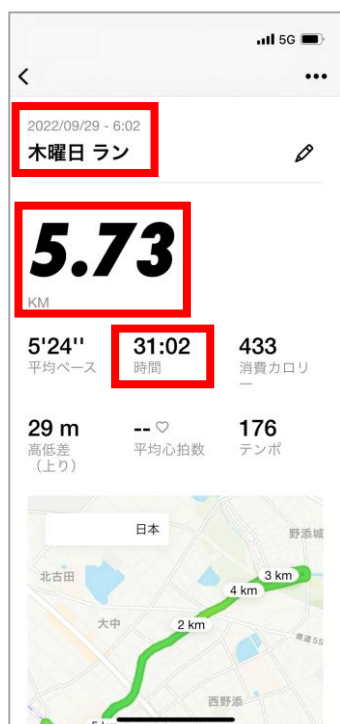 5G
2022/09/29 - 6:02
木曜日 ラン
5.73
KM
5'24'' 31:02 433
平均ペース 時間 消費カロリ
ー
29 m -- 176
高低差 平均心拍数 テンポ
（上り）
日本
野添城
北古田
3 km
4 km
大中
2 km
西野添